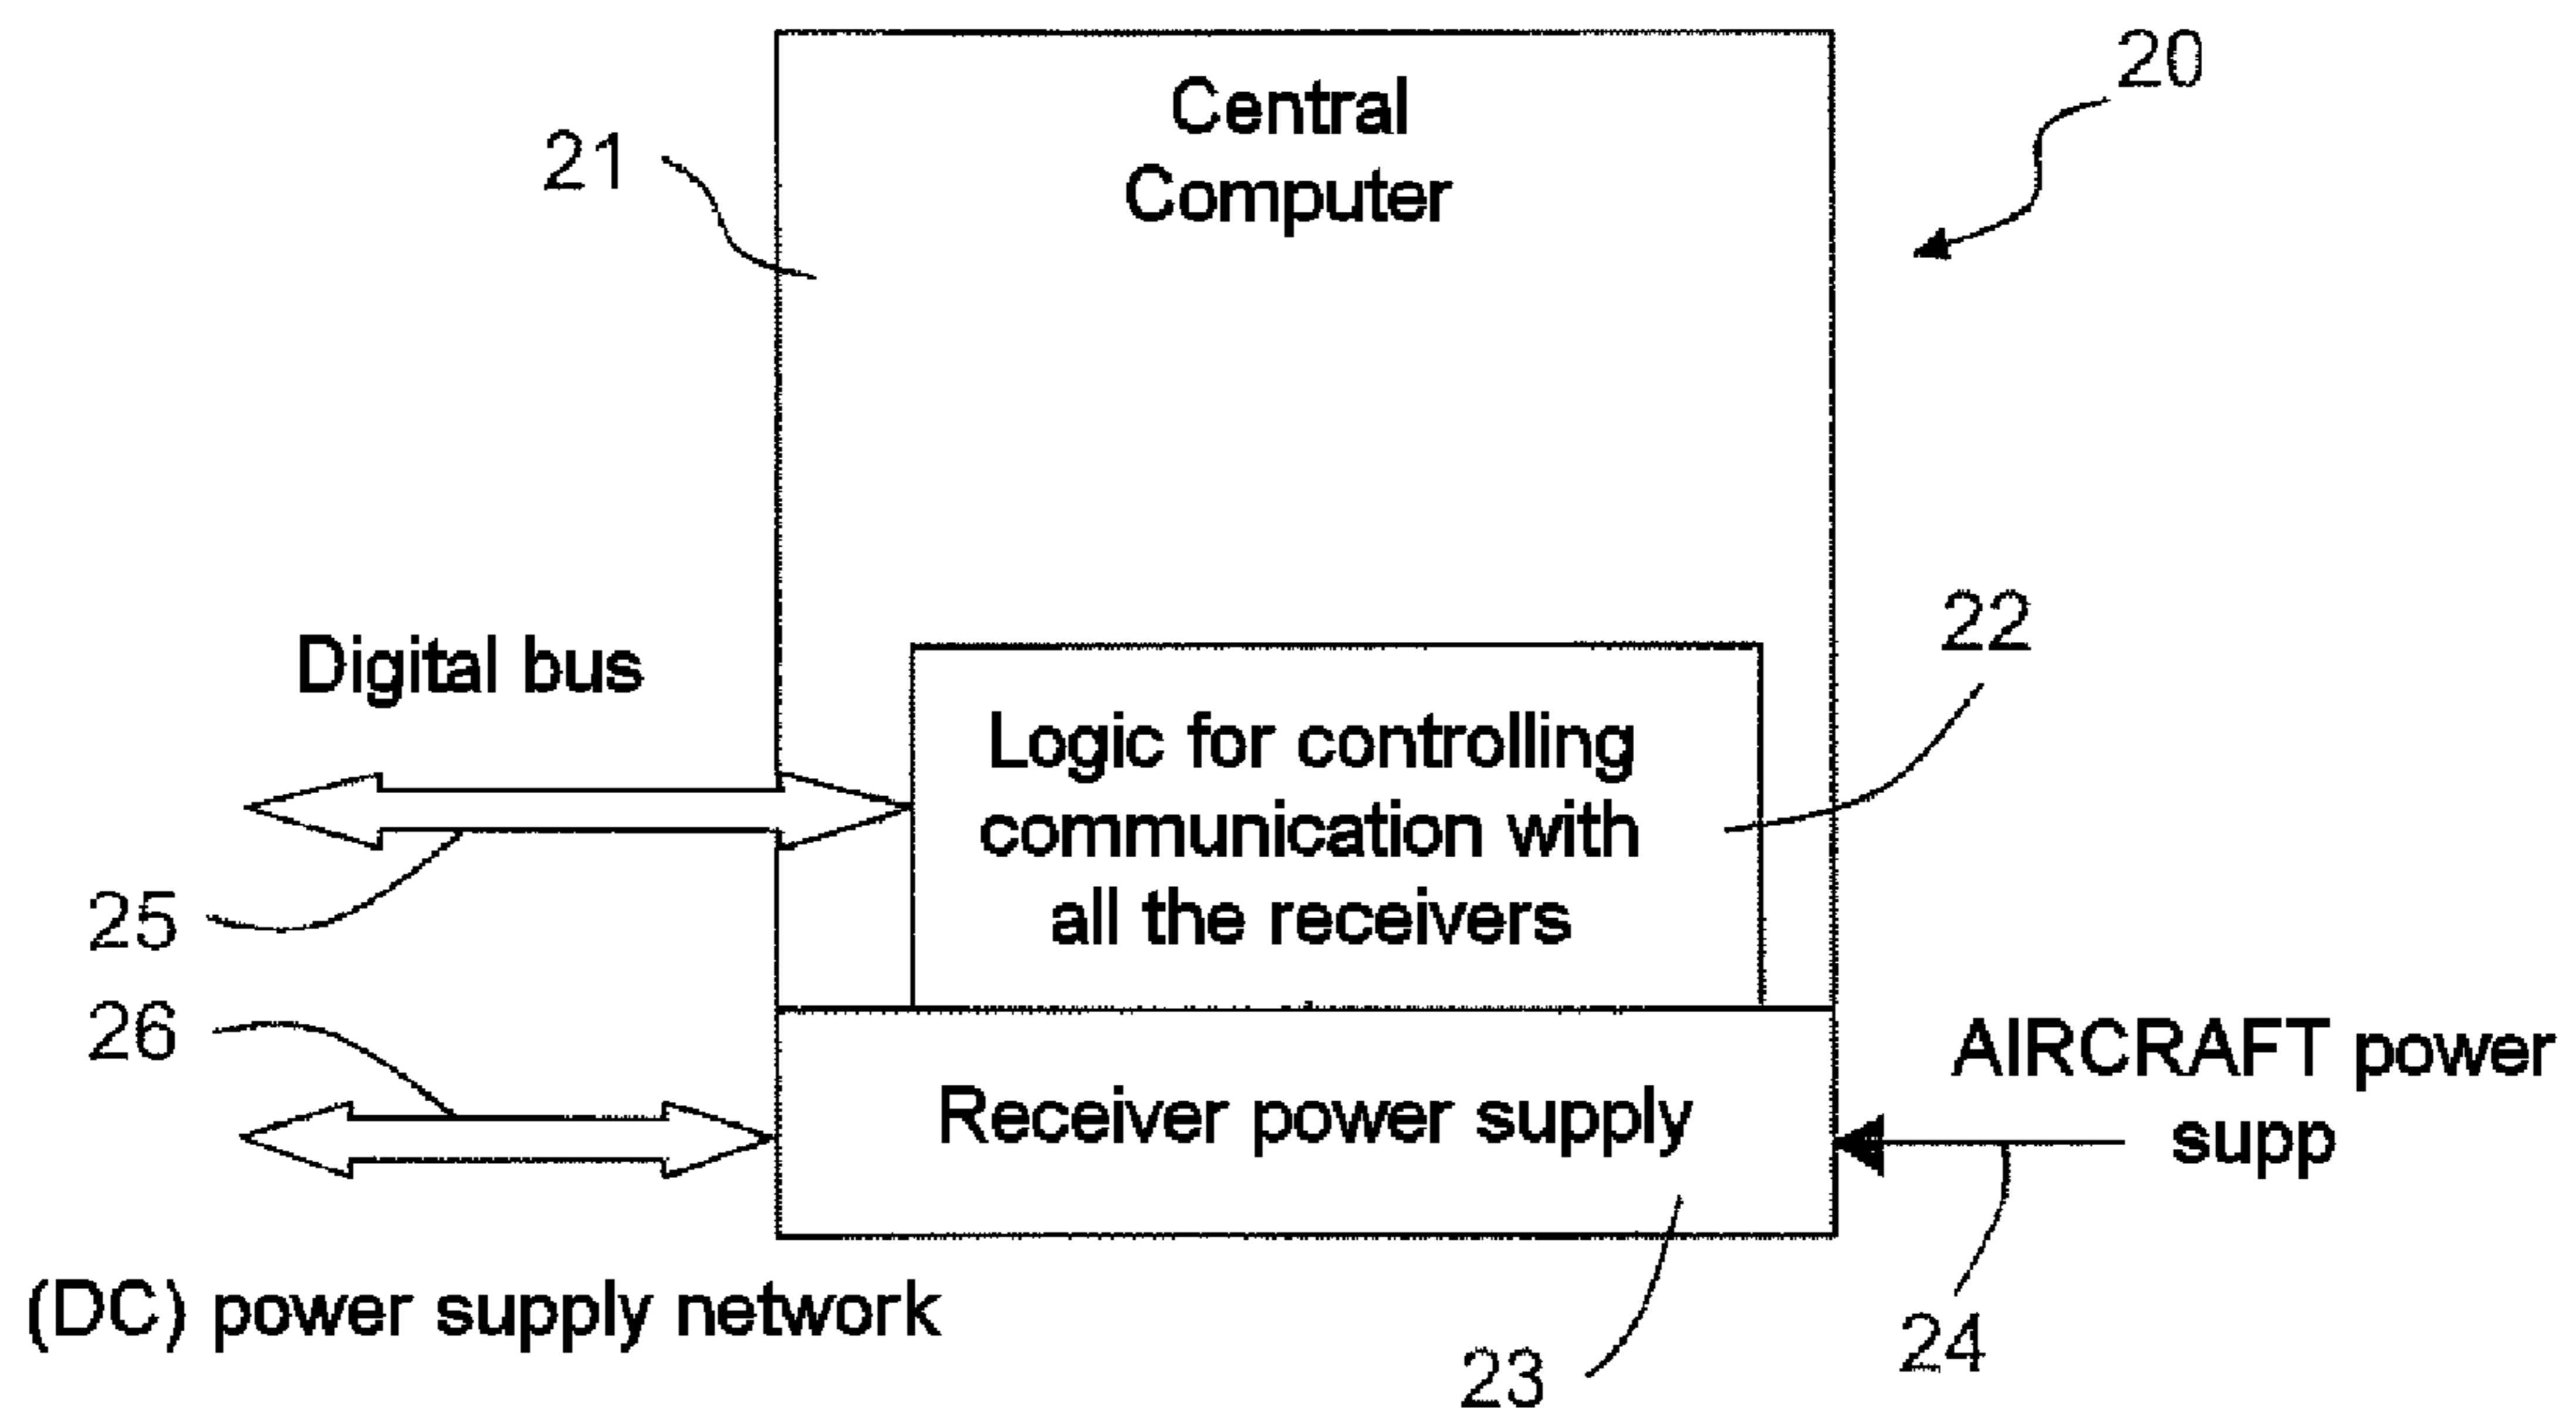 20
Central
Computer
21
22
Digital bus
Logic for controlling
communication with
all the receivers
25
26
AIRCRAFT power
supp
Receiver power supply
(DC) power supply network
24
23